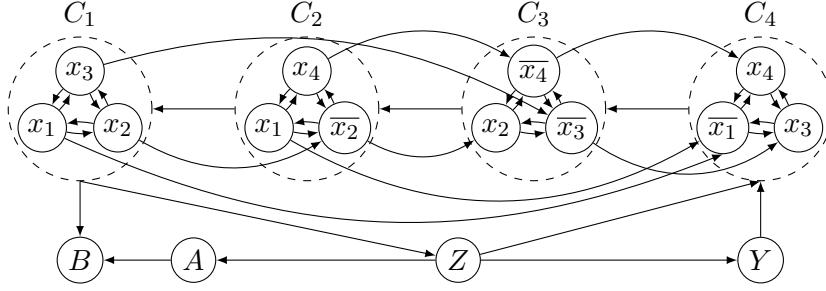 C₁ C₂ C₃ C₄
x₃ x₄ x̅₄ x₄
x₁ x₂ x₁ x̅₂ x₂ x̅₃ x̅₁ x₃
B A Z Y